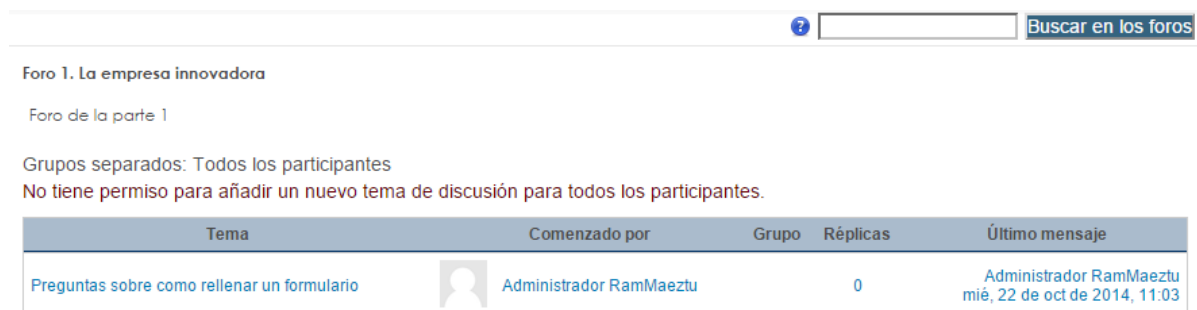 ? Buscar en los foros
Foro 1. La empresa innovadora
Foro de la parte 1
Grupos separados: Todos los participantes
No tiene permiso para añadir un nuevo tema de discusión para todos los participantes.
Tema Comenzado por Grupo Réplicas Último mensaje
Preguntas sobre como rellenar un formulario Administrador RamMaeztu 0 Administrador RamMaeztu
mié, 22 de oct de 2014, 11:03